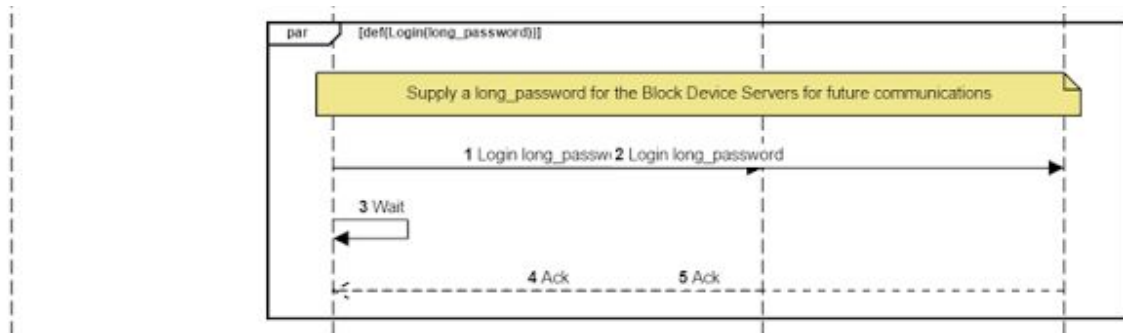 par [def(Login(long_password))]
Supply a long_password for the Block Device Servers for future communications
1 Login long_passw 2 Login long_password
3 Wait
4 Ack 5 Ack